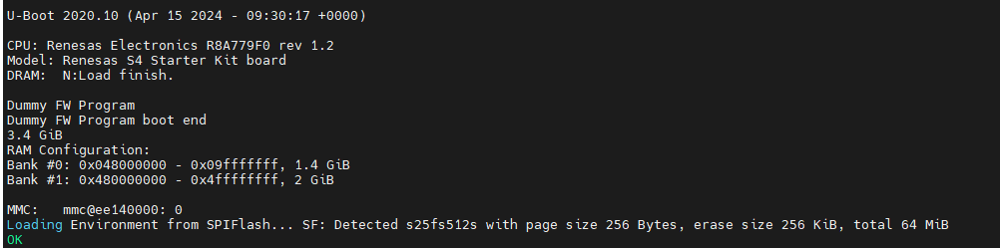 U-Boot 2020.10 (Apr 15 2024 - 09:30:17 +0000)
CPU: Renesas Electronics R8A779F0 rev 1.2
Model: Renesas S4 Starter Kit board
DRAM:  N:Load finish.
Dummy FW Program
Dummy FW Program boot end
3.4 GiB
RAM Configuration:
Bank #0: 0x048000000 - 0x09fffffff, 1.4 GiB
Bank #1: 0x480000000 - 0x4ffffffff, 2 GiB
MMC:   mmc@ee140000: 0
Loading Environment from SPIFlash... SF: Detected s25fs512s with page size 256 Bytes, erase size 256 KiB, total 64 MiB
OK